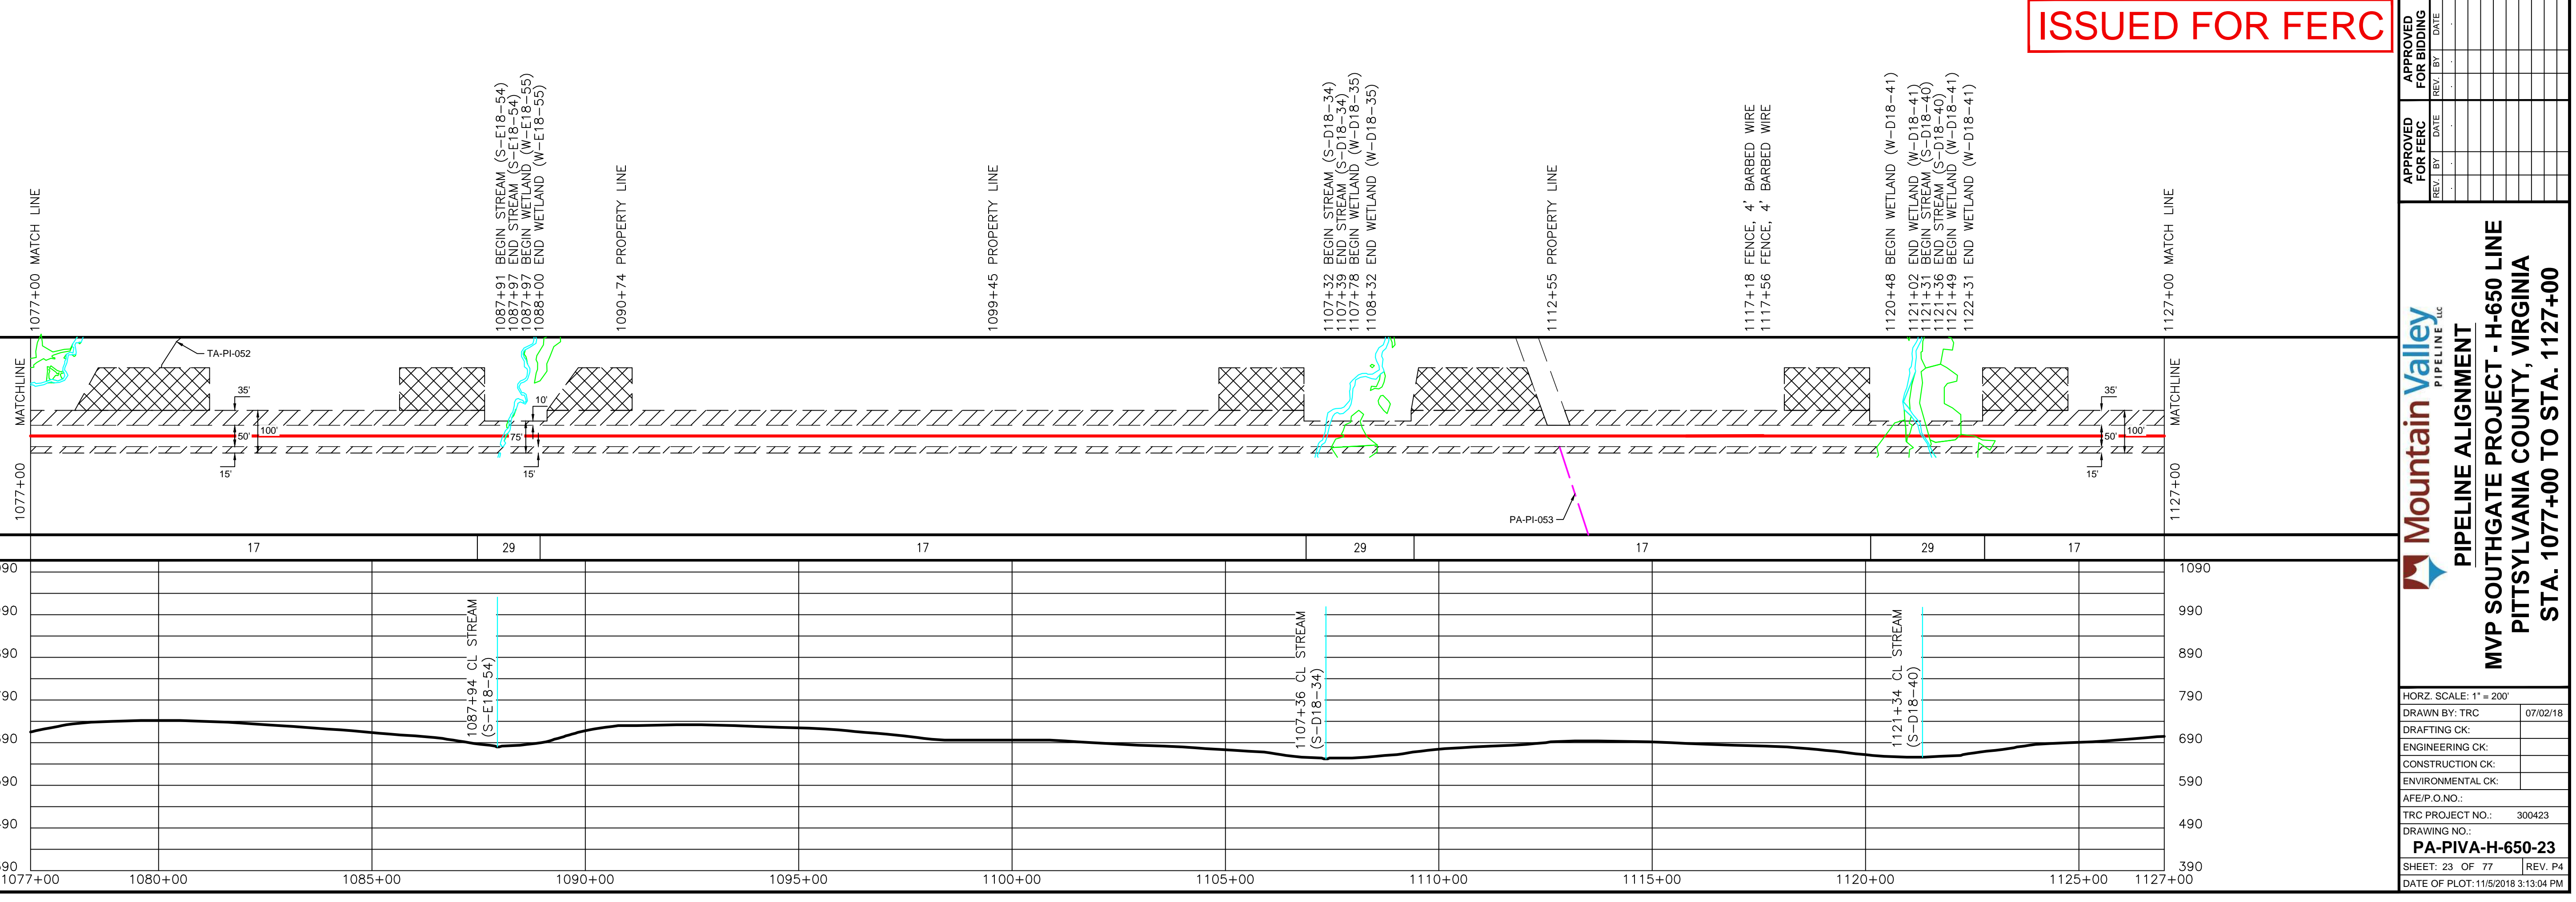 ISSUED FOR FERC
1077+00 MATCH LINE
1087+91 BEGIN STREAM (S-E18-54)
1087+97 END STREAM (S-E18-54)
1087+97 BEGIN WETLAND (W-E18-55)
1088+00 END WETLAND (W-E18-55)
1090+74 PROPERTY LINE
1099+45 PROPERTY LINE
1107+32 BEGIN STREAM (S-D18-34)
1107+39 END STREAM (S-D18-34)
1107+78 BEGIN WETLAND (W-D18-35)
1108+32 END WETLAND (W-D18-35)
1112+55 PROPERTY LINE
1117+18 FENCE, 4' BARBED WIRE
1117+56 FENCE, 4' BARBED WIRE
1120+48 BEGIN WETLAND (W-D18-41)
1121+02 END WETLAND (W-D18-41)
1121+31 BEGIN STREAM (S-D18-40)
1121+36 END STREAM (S-D18-40)
1121+49 BEGIN WETLAND (W-D18-41)
1122+31 END WETLAND (W-D18-41)
1127+00 MATCH LINE
MATCHLINE
1077+00
TA-PI-052
35'
50'
100'
15'
10'
75'
15'
PA-PI-053
35'
50'
100'
15'
MATCHLINE
1127+00
17
29
17
29
17
29
17
090
90
90
90
90
90
90
90
1087+94 CL STREAM
(S-E18-54)
1107+36 CL STREAM
(S-D18-34)
1121+34 CL STREAM
(S-D18-40)
1090
990
890
790
690
590
490
390
1077+00
1080+00
1085+00
1090+00
1095+00
1100+00
1105+00
1110+00
1115+00
1120+00
1125+00
1127+00
APPROVED
FOR BIDDING
REV. BY DATE
APPROVED
FOR FERC
REV. BY DATE
Mountain Valley
PIPELINE LLC
PIPELINE ALIGNMENT
MVP SOUTHGATE PROJECT - H-650 LINE
PITTSYLVANIA COUNTY, VIRGINIA
STA. 1077+00 TO STA. 1127+00
HORZ. SCALE: 1" = 200'
DRAWN BY: TRC 07/02/18
DRAFTING CK:
ENGINEERING CK:
CONSTRUCTION CK:
ENVIRONMENTAL CK:
AFE/P.O.NO.:
TRC PROJECT NO.: 300423
DRAWING NO.:
PA-PIVA-H-650-23
SHEET: 23 OF 77 REV. P4
DATE OF PLOT: 11/5/2018 3:13:04 PM